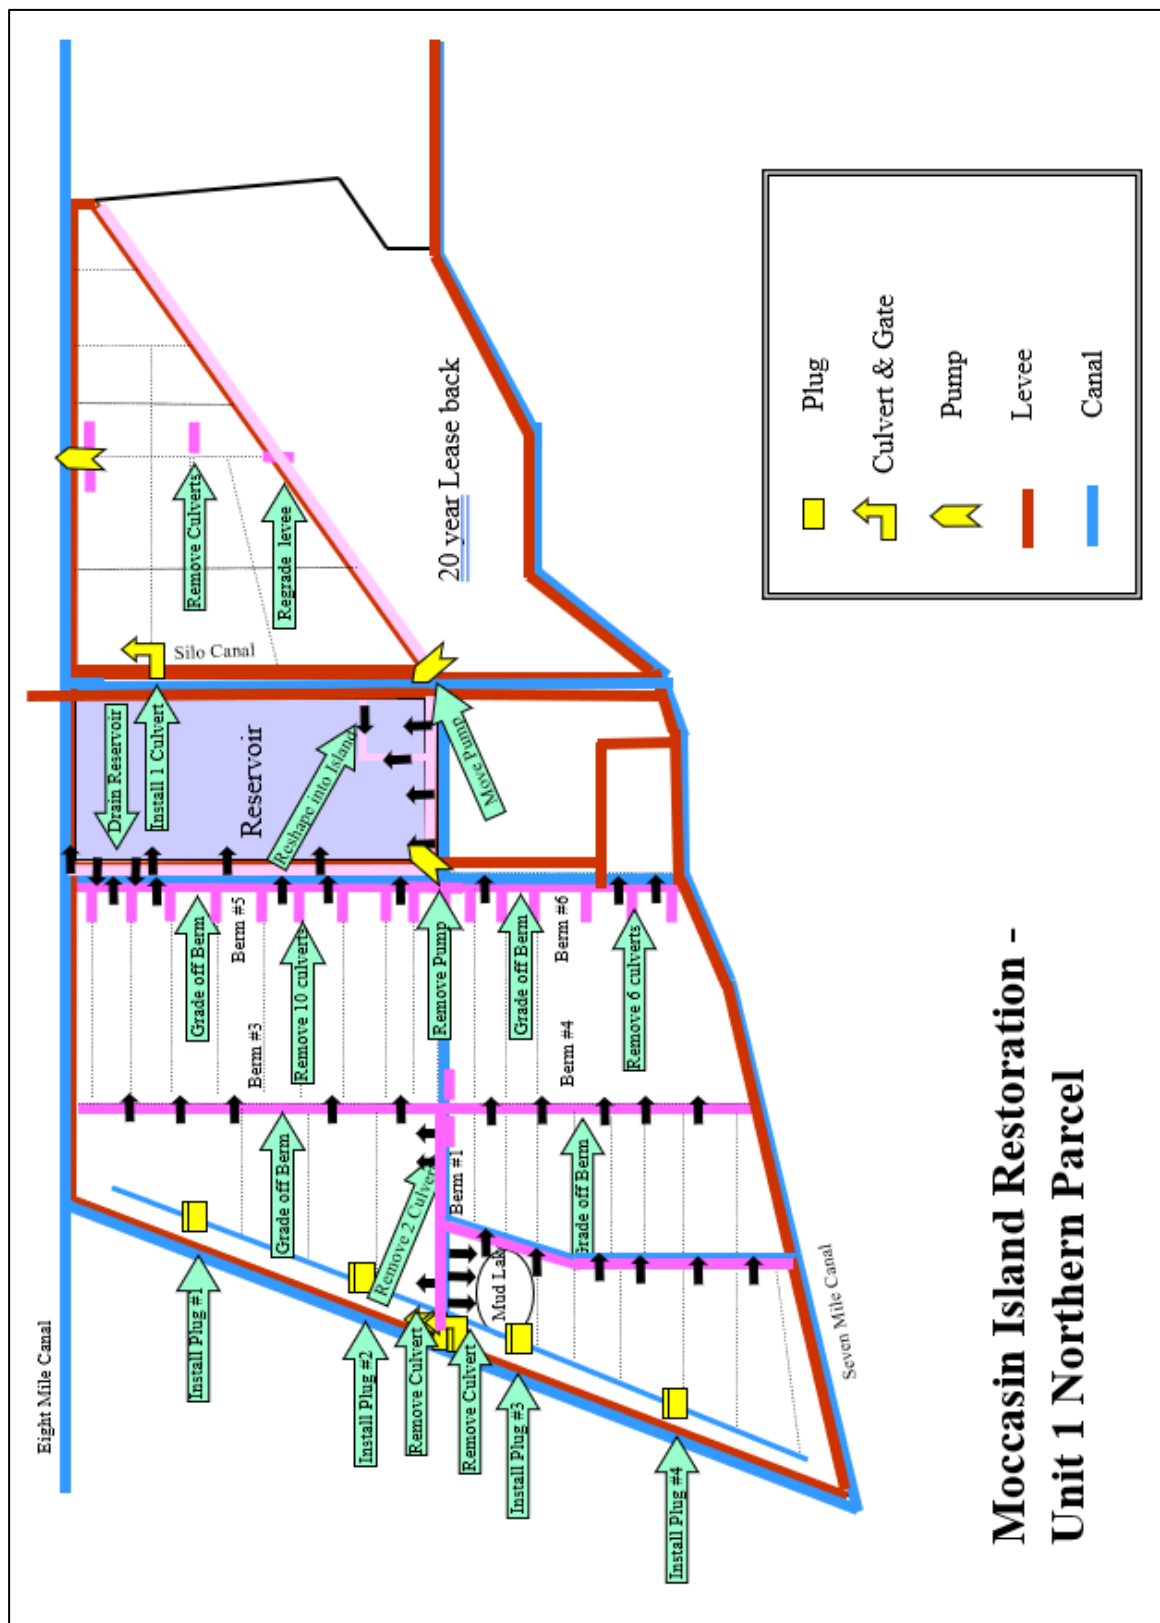 Eight Mile Canal
Install Plug #1
Install Plug #2
Remove Culvert
Remove Culvert
Install Plug #3
Install Plug #4
Grade off Berm
Remove 2 Culver
Berm #1
Mud Lak
Grade off Berm
Seven Mile Canal
Berm #3
Berm #4
Grade off Berm
Berm #5
Remove 10 culverts
Remove Pump
Grade off Berm
Berm #6
Remove 6 culverts
Drain Reservoir
Install 1 Culvert
Reservoir
Reshape into Island
Move Pump
Silo Canal
Remove Culverts
Regrade levee
20 year Lease back
Plug
Culvert & Gate
Pump
Levee
Canal
Moccasin Island Restoration -
Unit 1 Northern Parcel